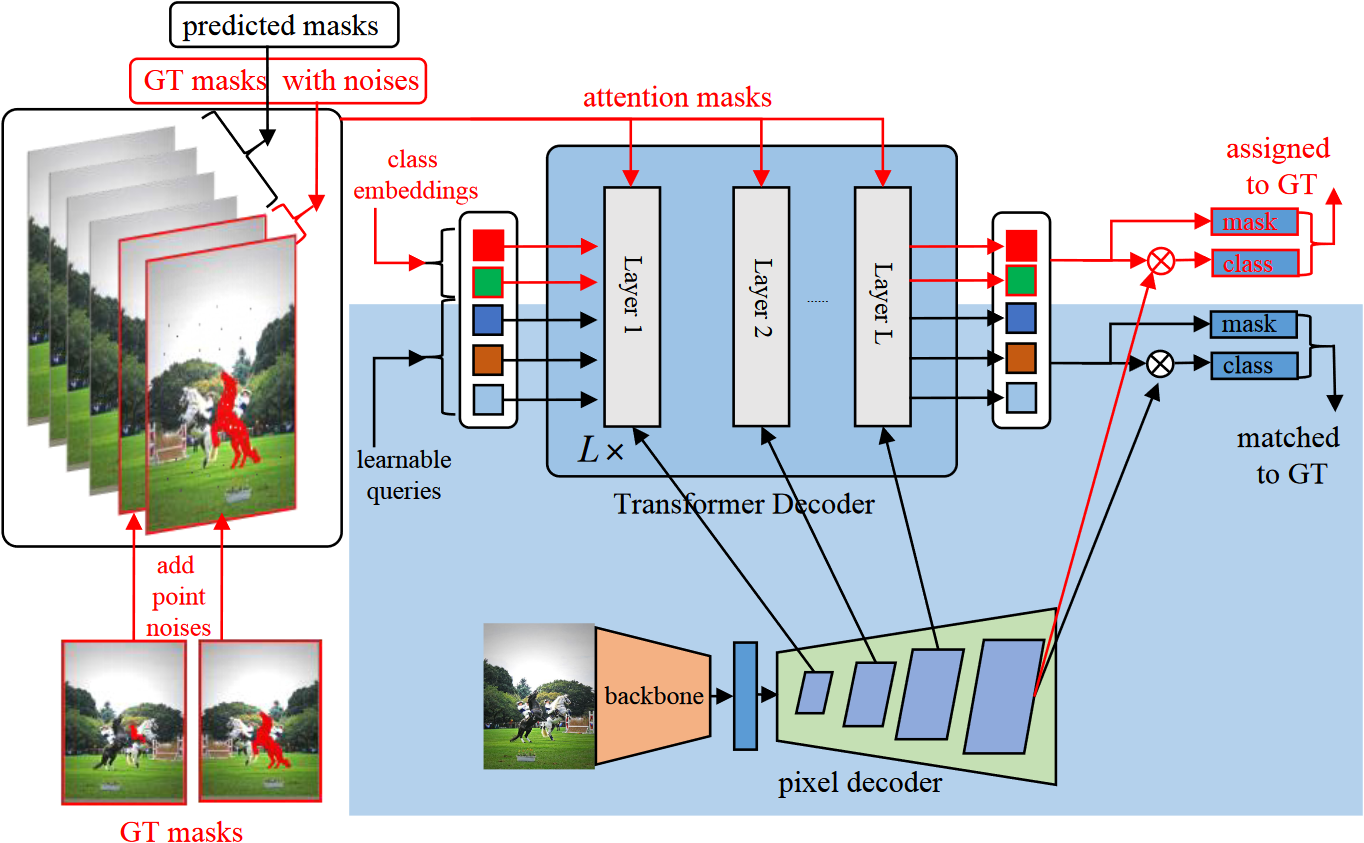 predicted masks
GT masks with noises
attention masks
class
embeddings
learnable
queries
Layer 1
Layer 2
......
Layer L
L ×
Transformer Decoder
mask
class
assigned
to GT
mask
class
matched
to GT
add
point
noises
GT masks
backbone
pixel decoder